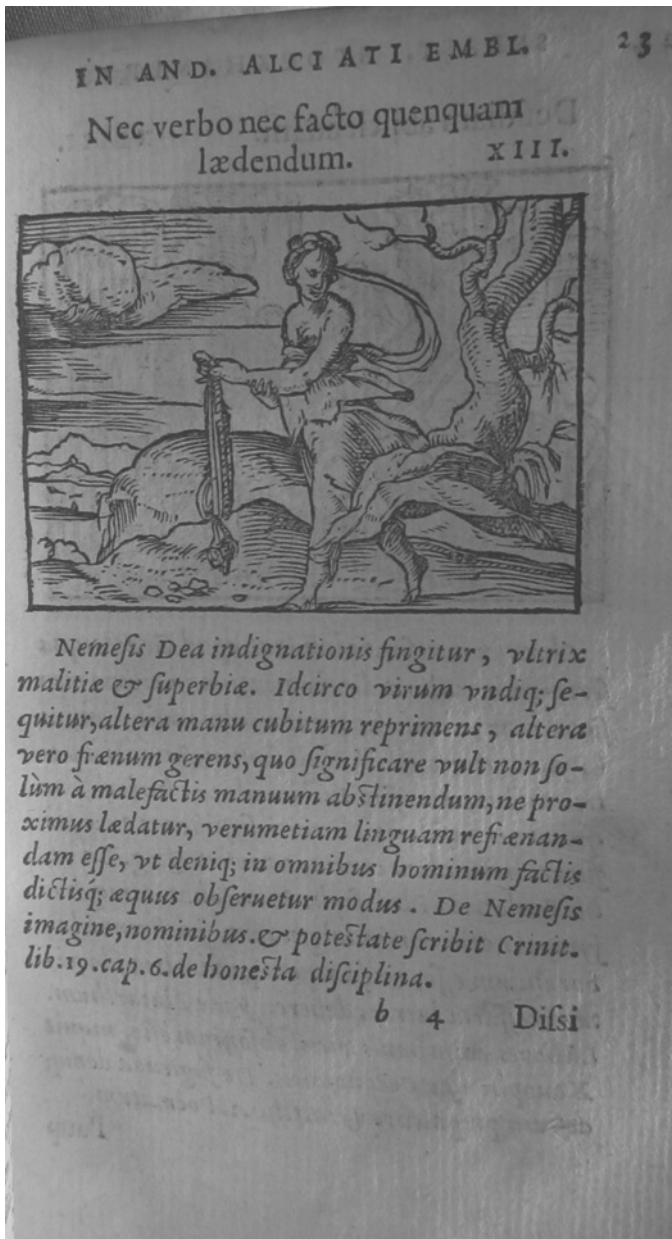 IN AND. ALCIATI EMBL. 23
Nec verbo nec facto quenquam
lædendum. XIII.
Nemeſis Dea indignationis fingitur, vltrix
malitiæ & ſuperbiæ. Idcirco virum vndiq; ſe-
quitur, altera manu cubitum reprimens, altera
vero frænum gerens, quo ſignificare vult non ſo-
lùm à malefactis manuum abſtinendum, ne pro-
ximus lædatur, verumetiam linguam refrænan-
dam eſſe, vt deniq; in omnibus hominum factis
dictisq́; æquus obſeruetur modus. De Nemeſis
imagine, nominibus. & poteſtate ſcribit Crinit.
lib. 19. cap. 6. de honeſta diſciplina.
b 4 Diſsi